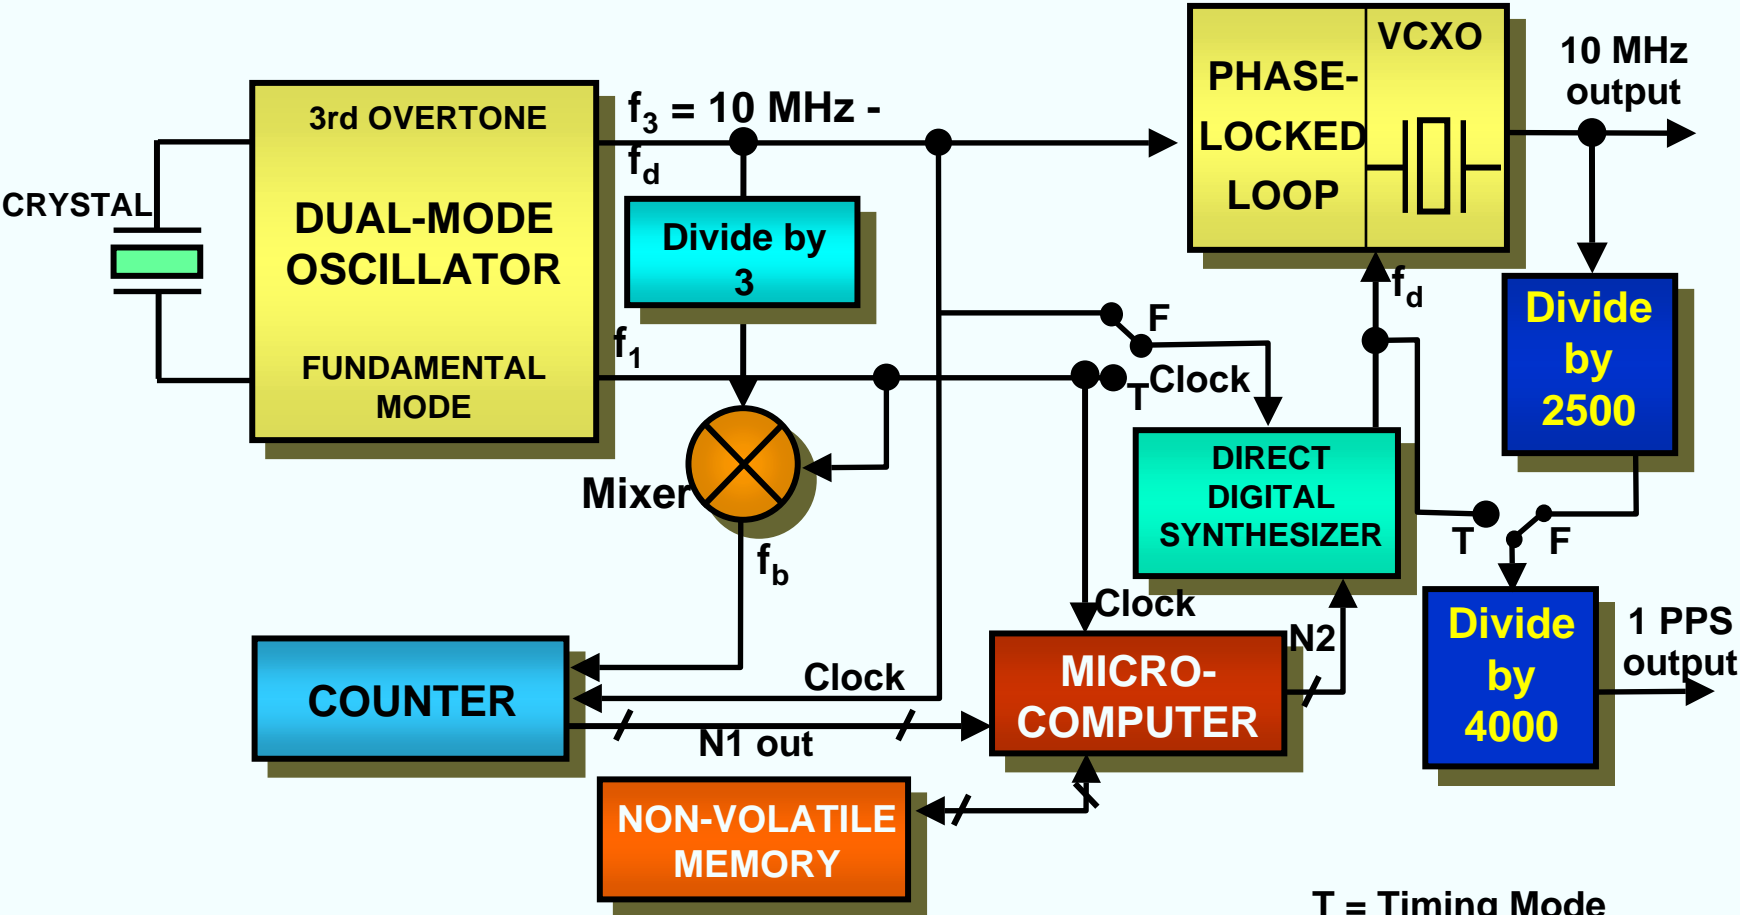 CRYSTAL
3rd OVERTONE
DUAL-MODE
OSCILLATOR
FUNDAMENTAL
MODE
f3 = 10 MHz -
fd
Divide by
3
f1
Mixer
fb
PHASE-
LOCKED
LOOP
VCXO
10 MHz
output
fd
F
T
Clock
DIRECT
DIGITAL
SYNTHESIZER
Divide
by
2500
T
F
Divide
by
4000
1 PPS
output
Clock
N2
COUNTER
Clock
N1 out
MICRO-
COMPUTER
NON-VOLATILE
MEMORY
T = Timing Mode